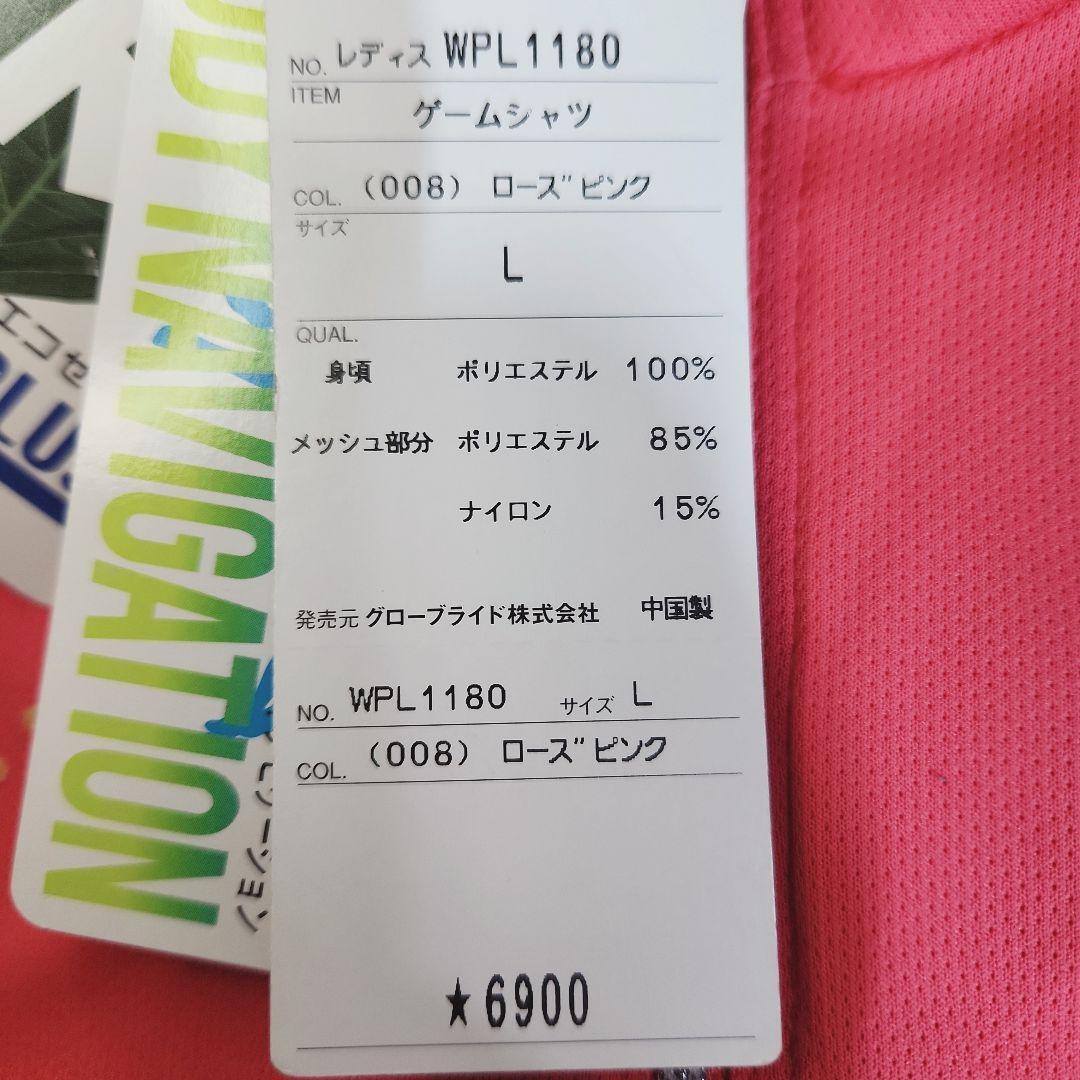 NO. レディス WPL1180
ITEM
ゲームシャツ
COL. (008) ローズ゛ピンク
サイズ
L
QUAL.
身頃 ポリエステル 100%
メッシュ部分 ポリエステル 85%
ナイロン 15%
発売元 グローブライド株式会社 中国製
NO. WPL1180 サイズ L
COL. (008) ローズ゛ピンク
★6900
NAVIGATION
エコセ
PLUS